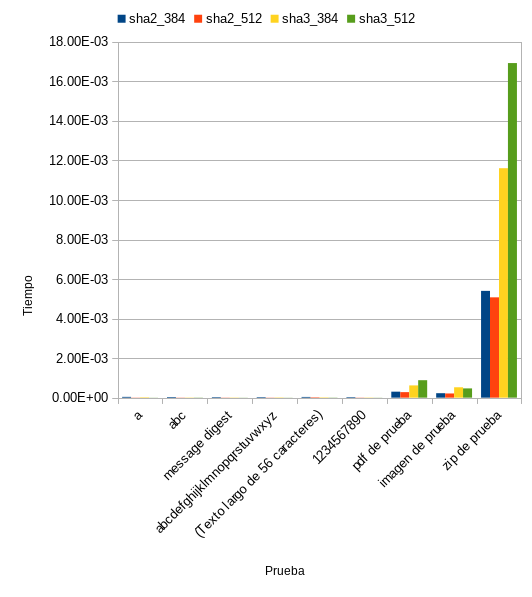 sha2_384 sha2_512 sha3_384 sha3_512
18.00E-03
16.00E-03
14.00E-03
12.00E-03
10.00E-03
8.00E-03
6.00E-03
4.00E-03
2.00E-03
0.00E+00
Tiempo
a
abc
message digest
abcdefghijklmnopqrstuvwxyz
(Texto largo de 56 caracteres)
1234567890
pdf de prueba
imagen de prueba
zip de prueba
Prueba